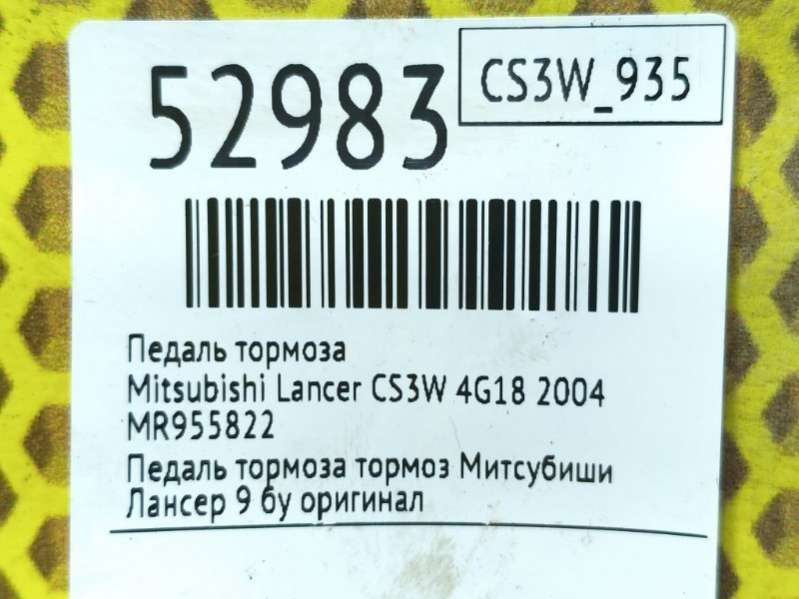 52983
CS3W_935
Педаль тормоза
Mitsubishi Lancer CS3W 4G18 2004
MR955822
Педаль тормоза тормоз Митсубиши
Лансер 9 бу оригинал